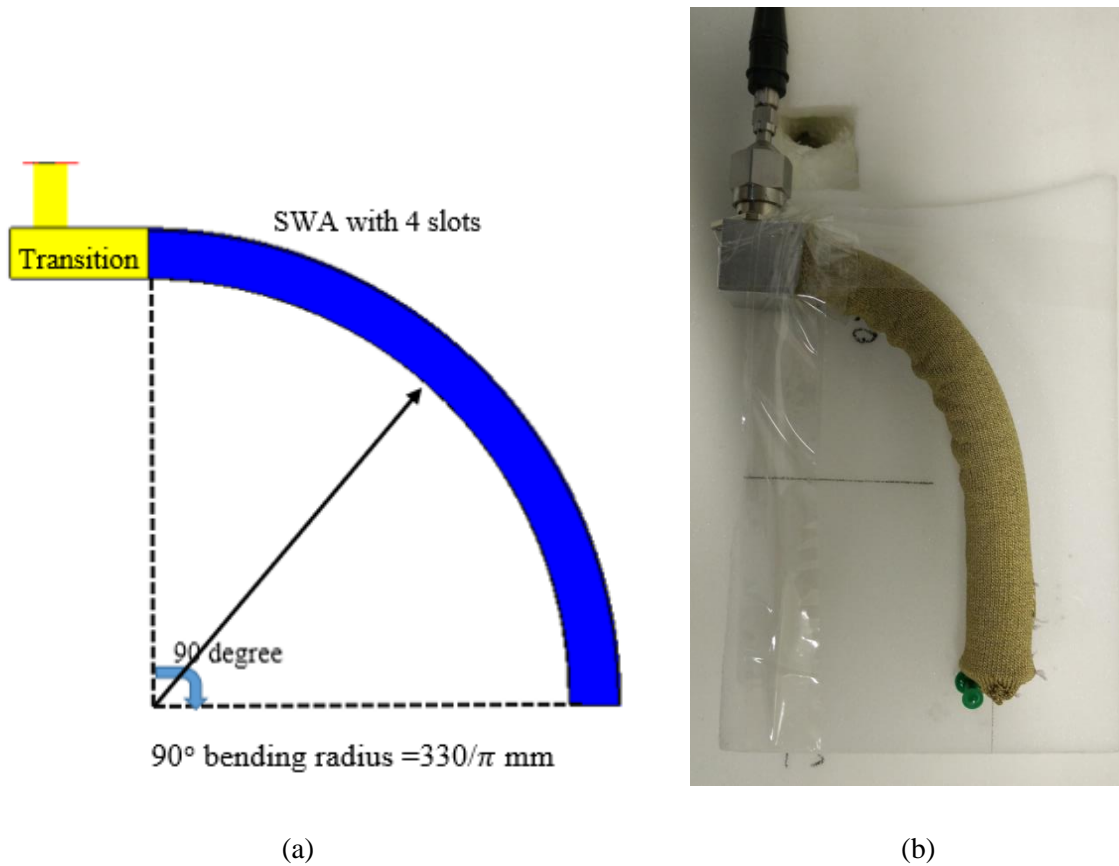 SWA with 4 slots
Transition
90 degree
90° bending radius =330/π mm
(a)
(b)